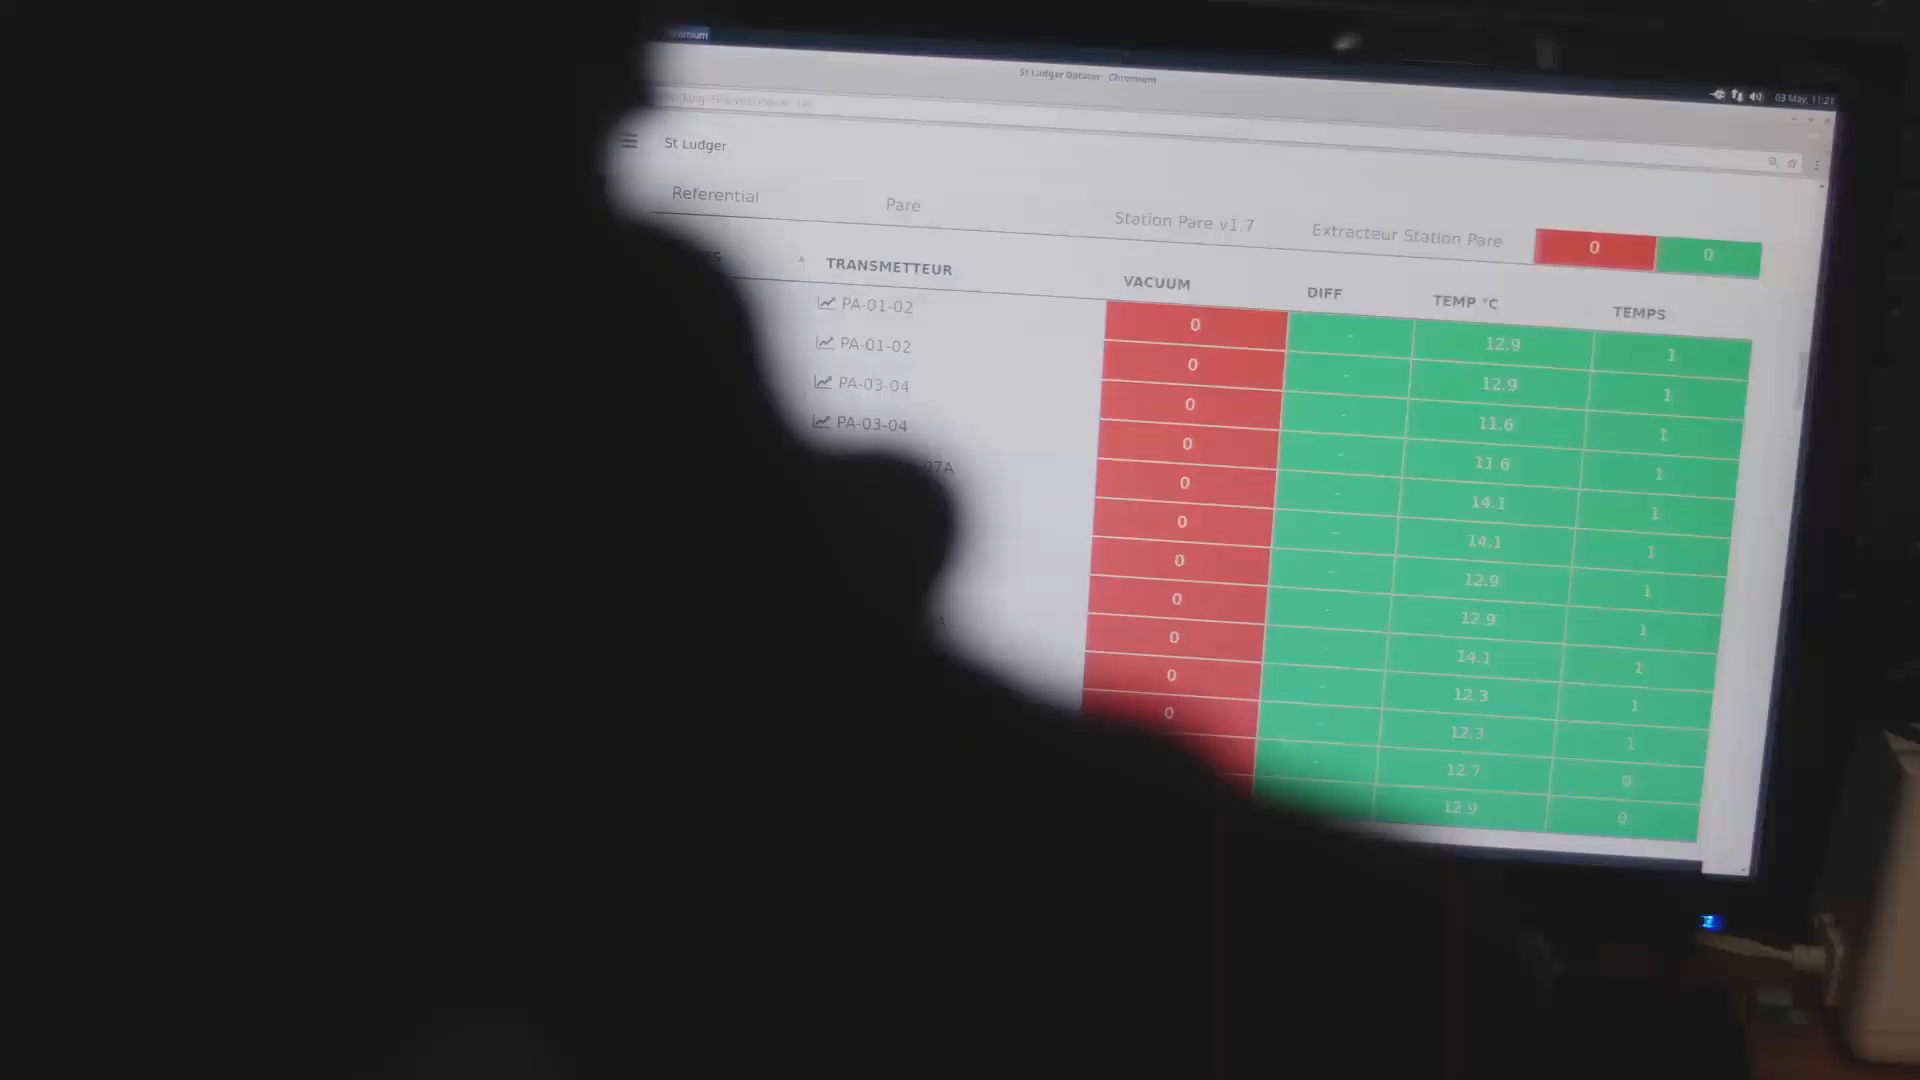 St Ludger Datacer - Chromium
03 May, 11:21
St Ludger
Referential Pare Station Pare v1.7 Extracteur Station Pare 0 0
TRANSMETTEUR VACUUM DIFF TEMP °C TEMPS
PA-01-02 0 - 12.9 1
PA-01-02 0 - 12.9 1
PA-03-04 0 - 11.6 1
PA-03-04 0 - 11.6 1
07A 0 - 14.1 1
0 - 14.1 1
0 - 12.9 1
0 - 12.9 1
0 - 14.1 1
0 - 12.3 1
0 - 12.3 1
- 12.7 0
12.9 0